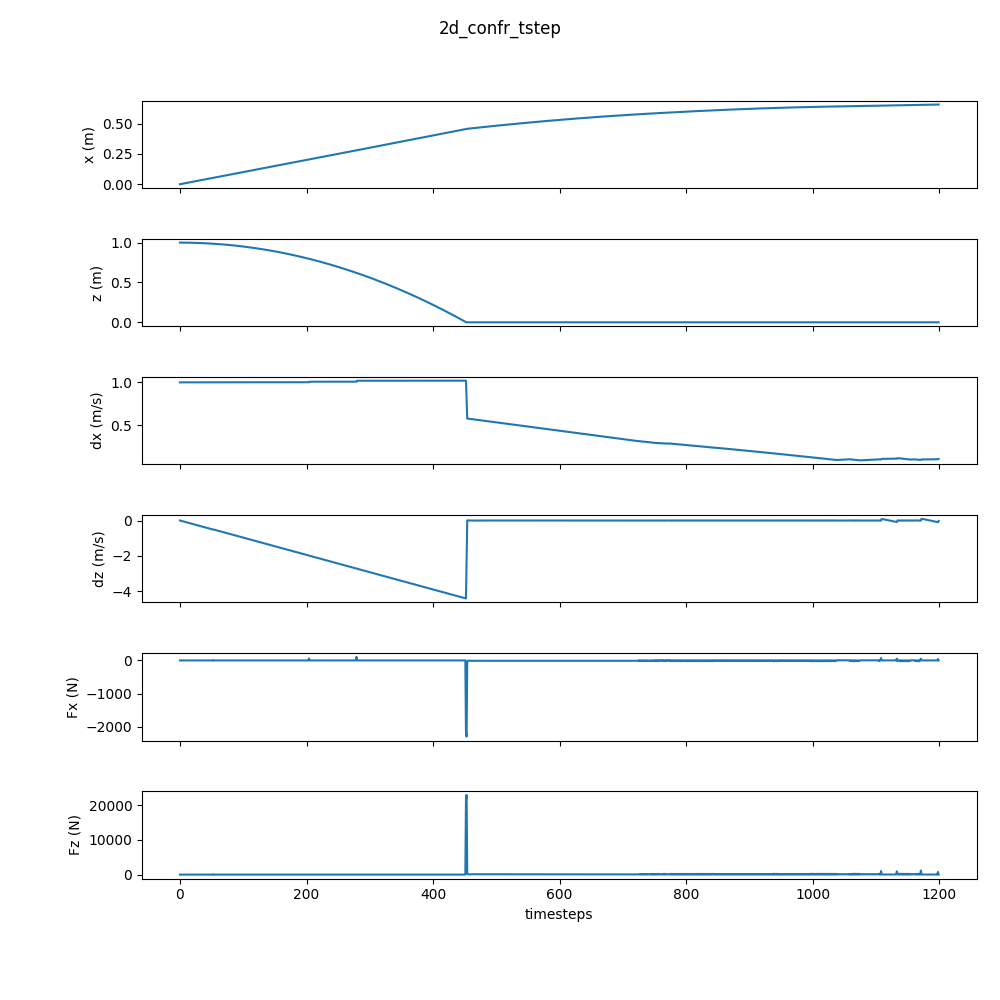 2d_confr_tstep
x (m)
0.50
0.25
0.00
z (m)
1.0
0.5
0.0
dx (m/s)
1.0
0.5
dz (m/s)
0
−2
−4
Fx (N)
0
−1000
−2000
Fz (N)
20000
10000
0
0 200 400 600 800 1000 1200
timesteps